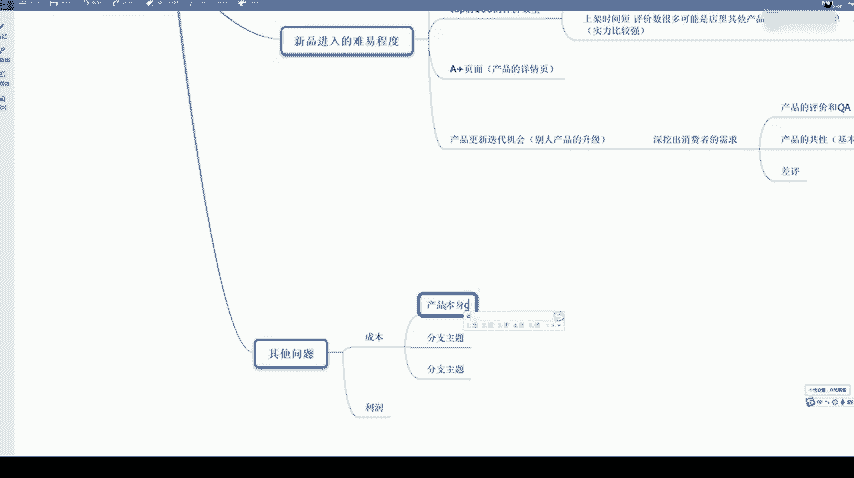 上架时间短 评价数很多可能是店里其他产品
（实力比较强）
新品进入的难易程度
A+页面（产品的详情页）
产品的评价和QA
产品更新迭代机会（别人产品的升级）
深挖出消费者的需求
产品的共性（基本
差评
产品本身c
成本
分支主题
其他问题
分支主题
利润